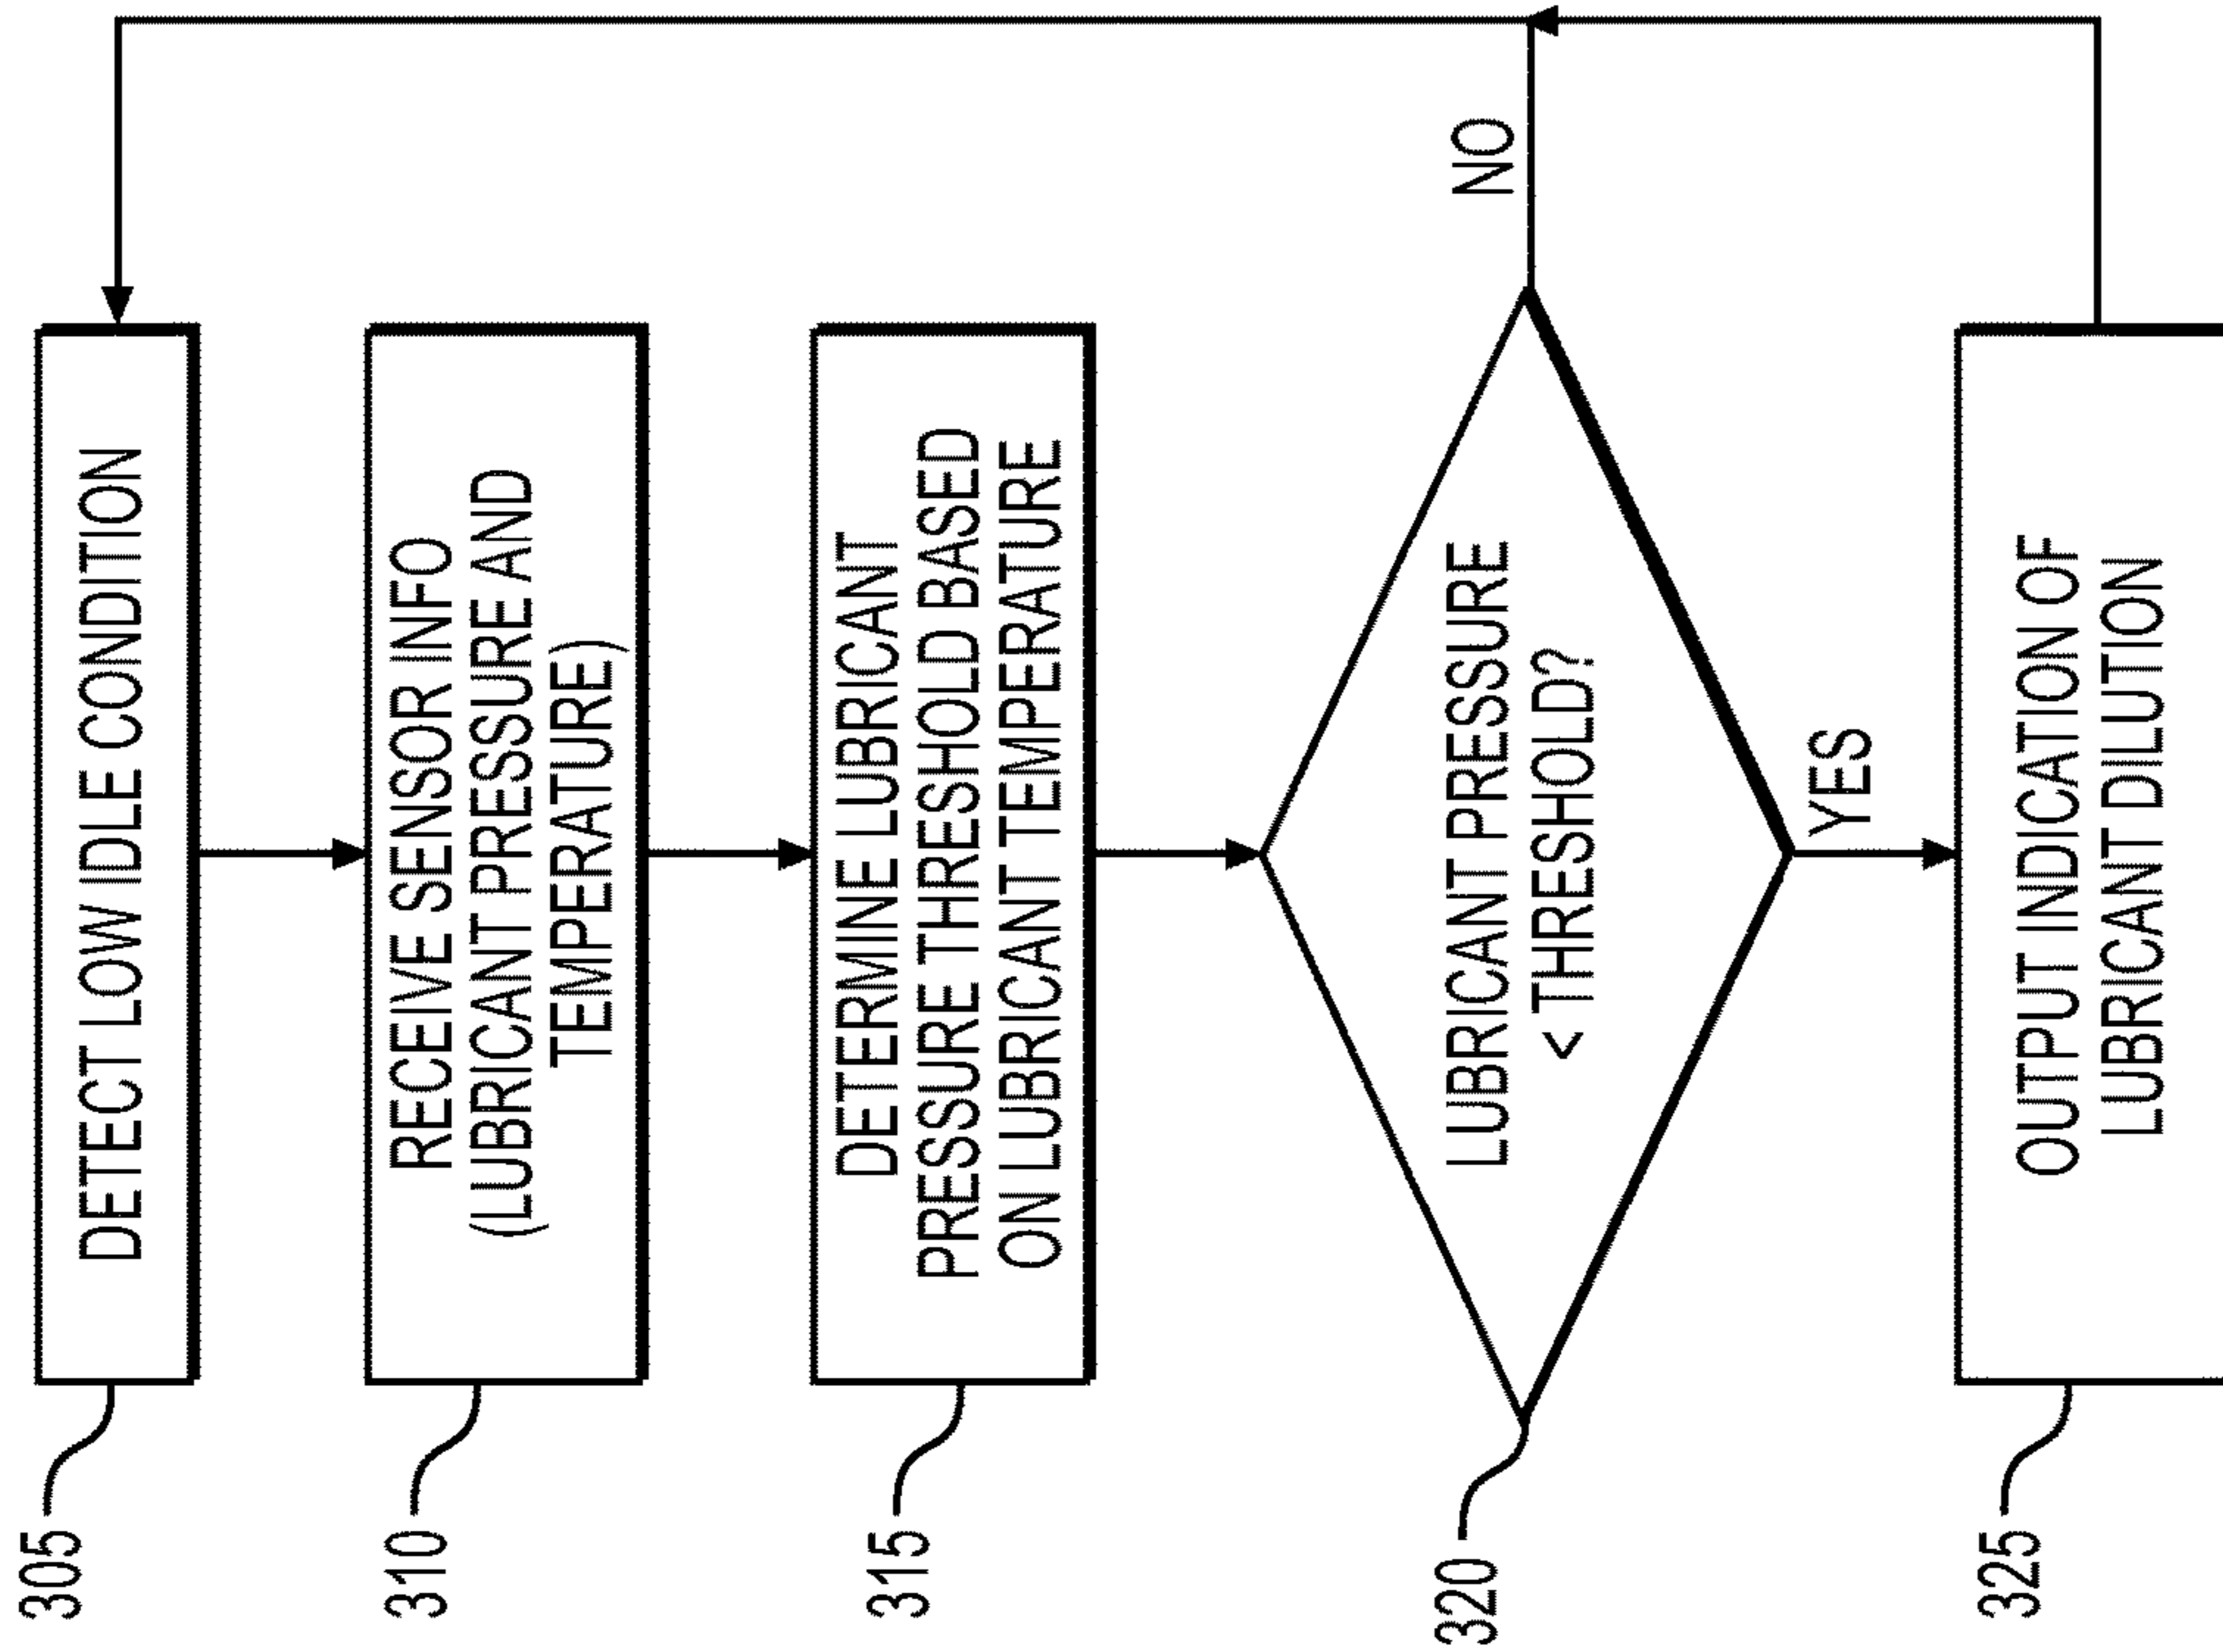 305
DETECT LOW IDLE CONDITION
310
RECEIVE SENSOR INFO
(LUBRICANT PRESSURE AND
TEMPERATURE)
315
DETERMINE LUBRICANT
PRESSURE THRESHOLD BASED
ON LUBRICANT TEMPERATURE
320
LUBRICANT PRESSURE
< THRESHOLD?
NO
YES
325
OUTPUT INDICATION OF
LUBRICANT DILUTION